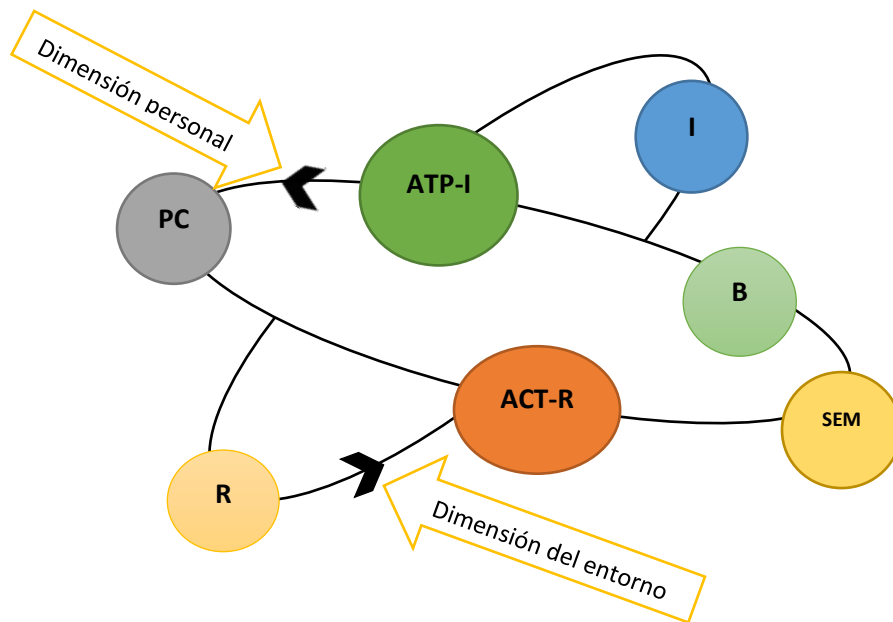 Dimensión personal
I
ATP-I
PC
B
ACT-R
SEM
R
Dimensión del entorno